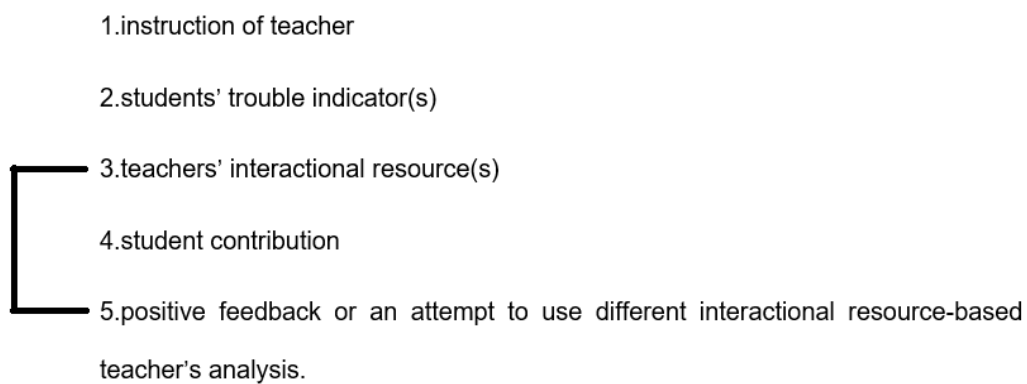 1.instruction of teacher
2.students’ trouble indicator(s)
3.teachers’ interactional resource(s)
4.student contribution
5.positive feedback or an attempt to use different interactional resource-based
teacher’s analysis.